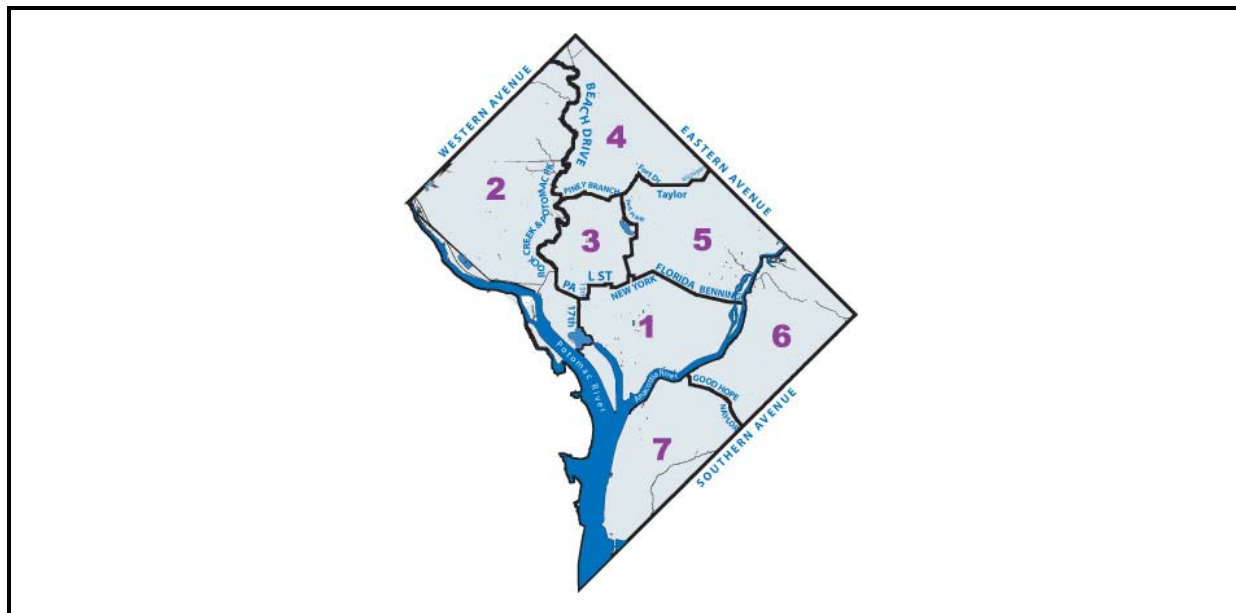 WESTERN AVENUE
BEACH DRIVE
4
EASTERN AVENUE
2
ROCK CREEK & POTOMAC PK
PINEY BRANCH
Fort Dr
Taylor
3
5
L ST
PA
NEW YORK
FLORIDA
BENNING
17th
1
6
Potomac River
Anacostia River
GOOD HOPE
NAYLOR
7
SOUTHERN AVENUE